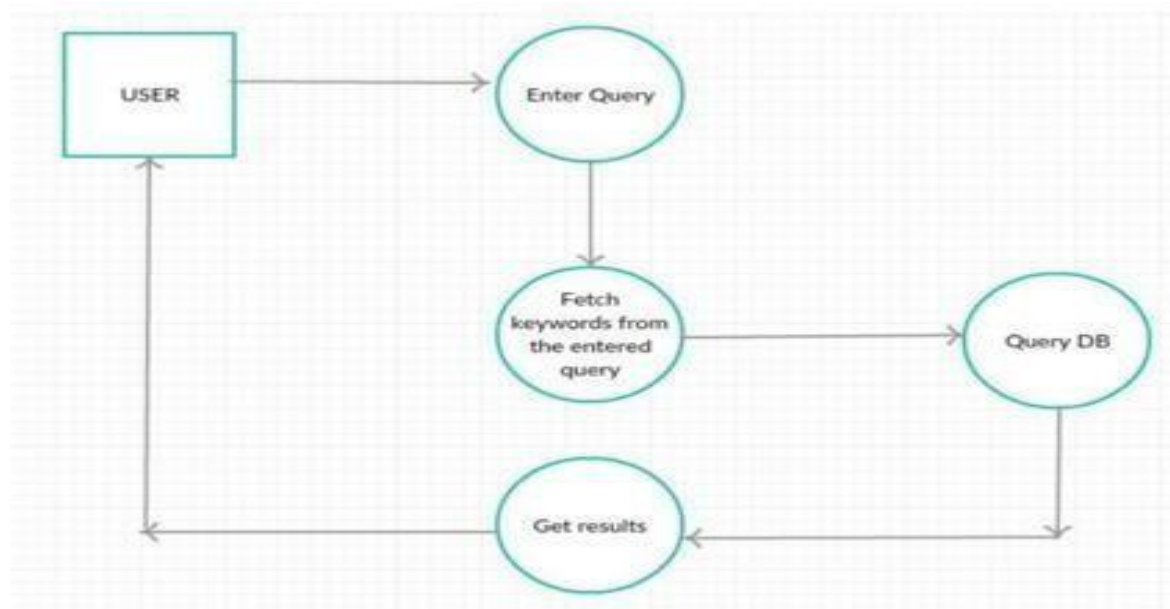 USER
Enter Query
Fetch
keywords from
the entered
query
Query DB
Get results